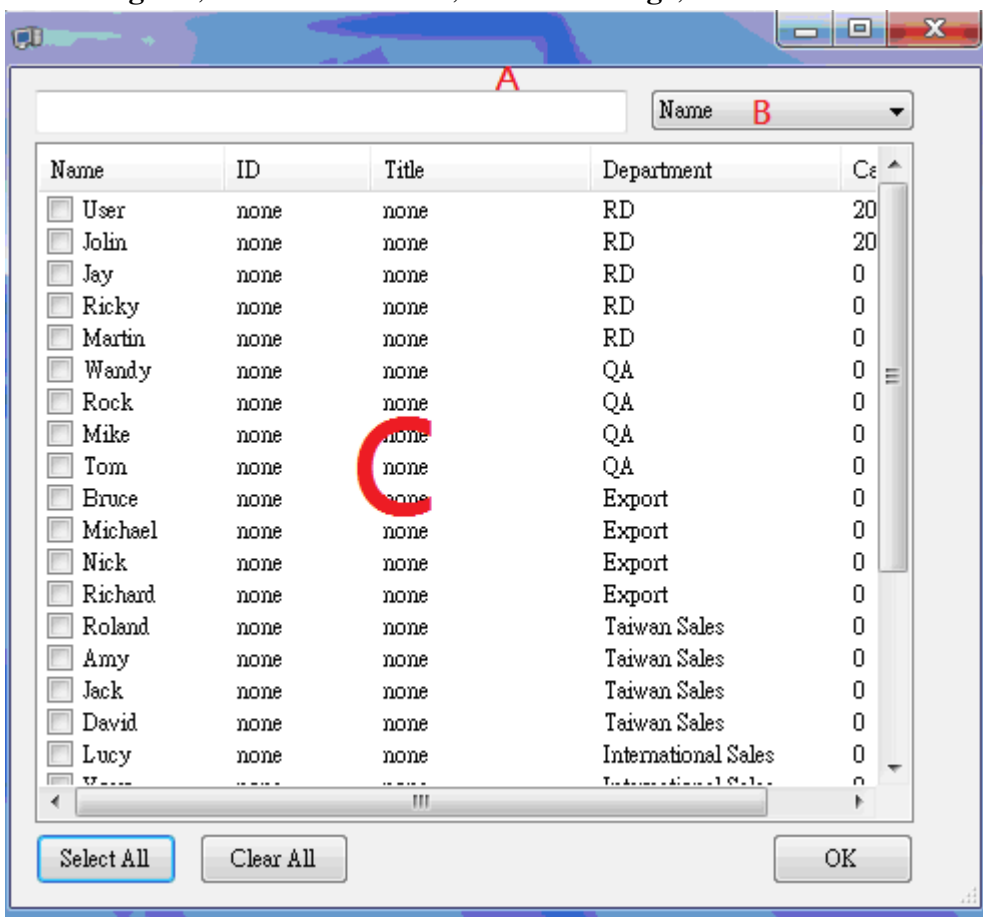 A
Name B
Name ID Title Department Ca
User none none RD 20
Jolin none none RD 20
Jay none none RD 0
Ricky none none RD 0
Martin none none RD 0
Wandy none none QA 0
Rock none none QA 0
Mike none none QA 0
Tom none none QA 0
Bruce none none Export 0
Michael none none Export 0
Nick none none Export 0
Richard none none Export 0
Roland none none Taiwan Sales 0
Amy none none Taiwan Sales 0
Jack none none Taiwan Sales 0
David none none Taiwan Sales 0
Lucy none none International Sales 0
C
Select All Clear All OK